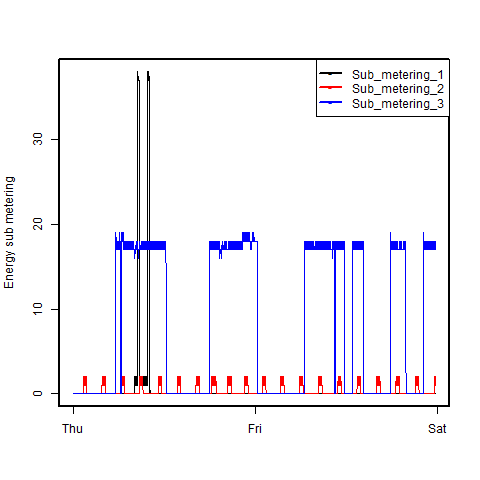 Sub_metering_1
Sub_metering_2
Sub_metering_3
Energy sub metering
30
20
10
0
Thu Fri Sat